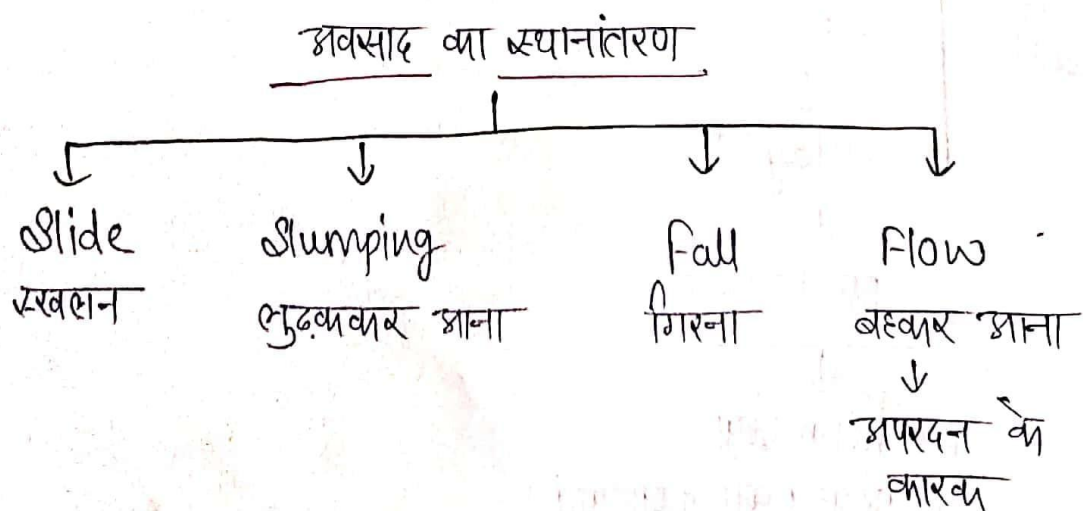 अवसाद का स्थानांतरण
Slide Slumping Fall Flow
स्खलन लुढ़ककर आना गिरना बहकर आना
अपरदन के
कारक